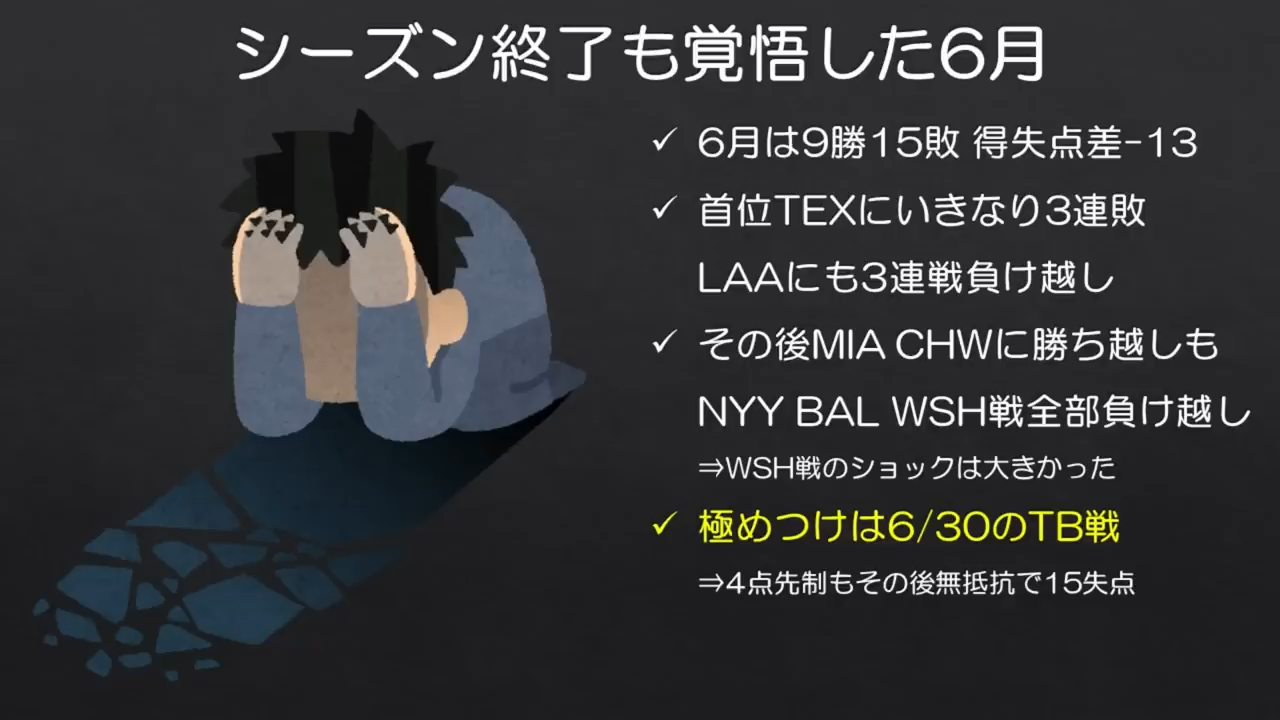 シーズン終了も覚悟した6月
✓ 6月は9勝15敗 得失点差-13
✓ 首位TEXにいきなり3連敗
LAAにも3連戦負け越し
✓ その後MIA CHWに勝ち越しも
NYY BAL WSH戦全部負け越し
⇒WSH戦のショックは大きかった
✓ 極めつけは6/30のTB戦
⇒4点先制もその後無抵抗で15失点